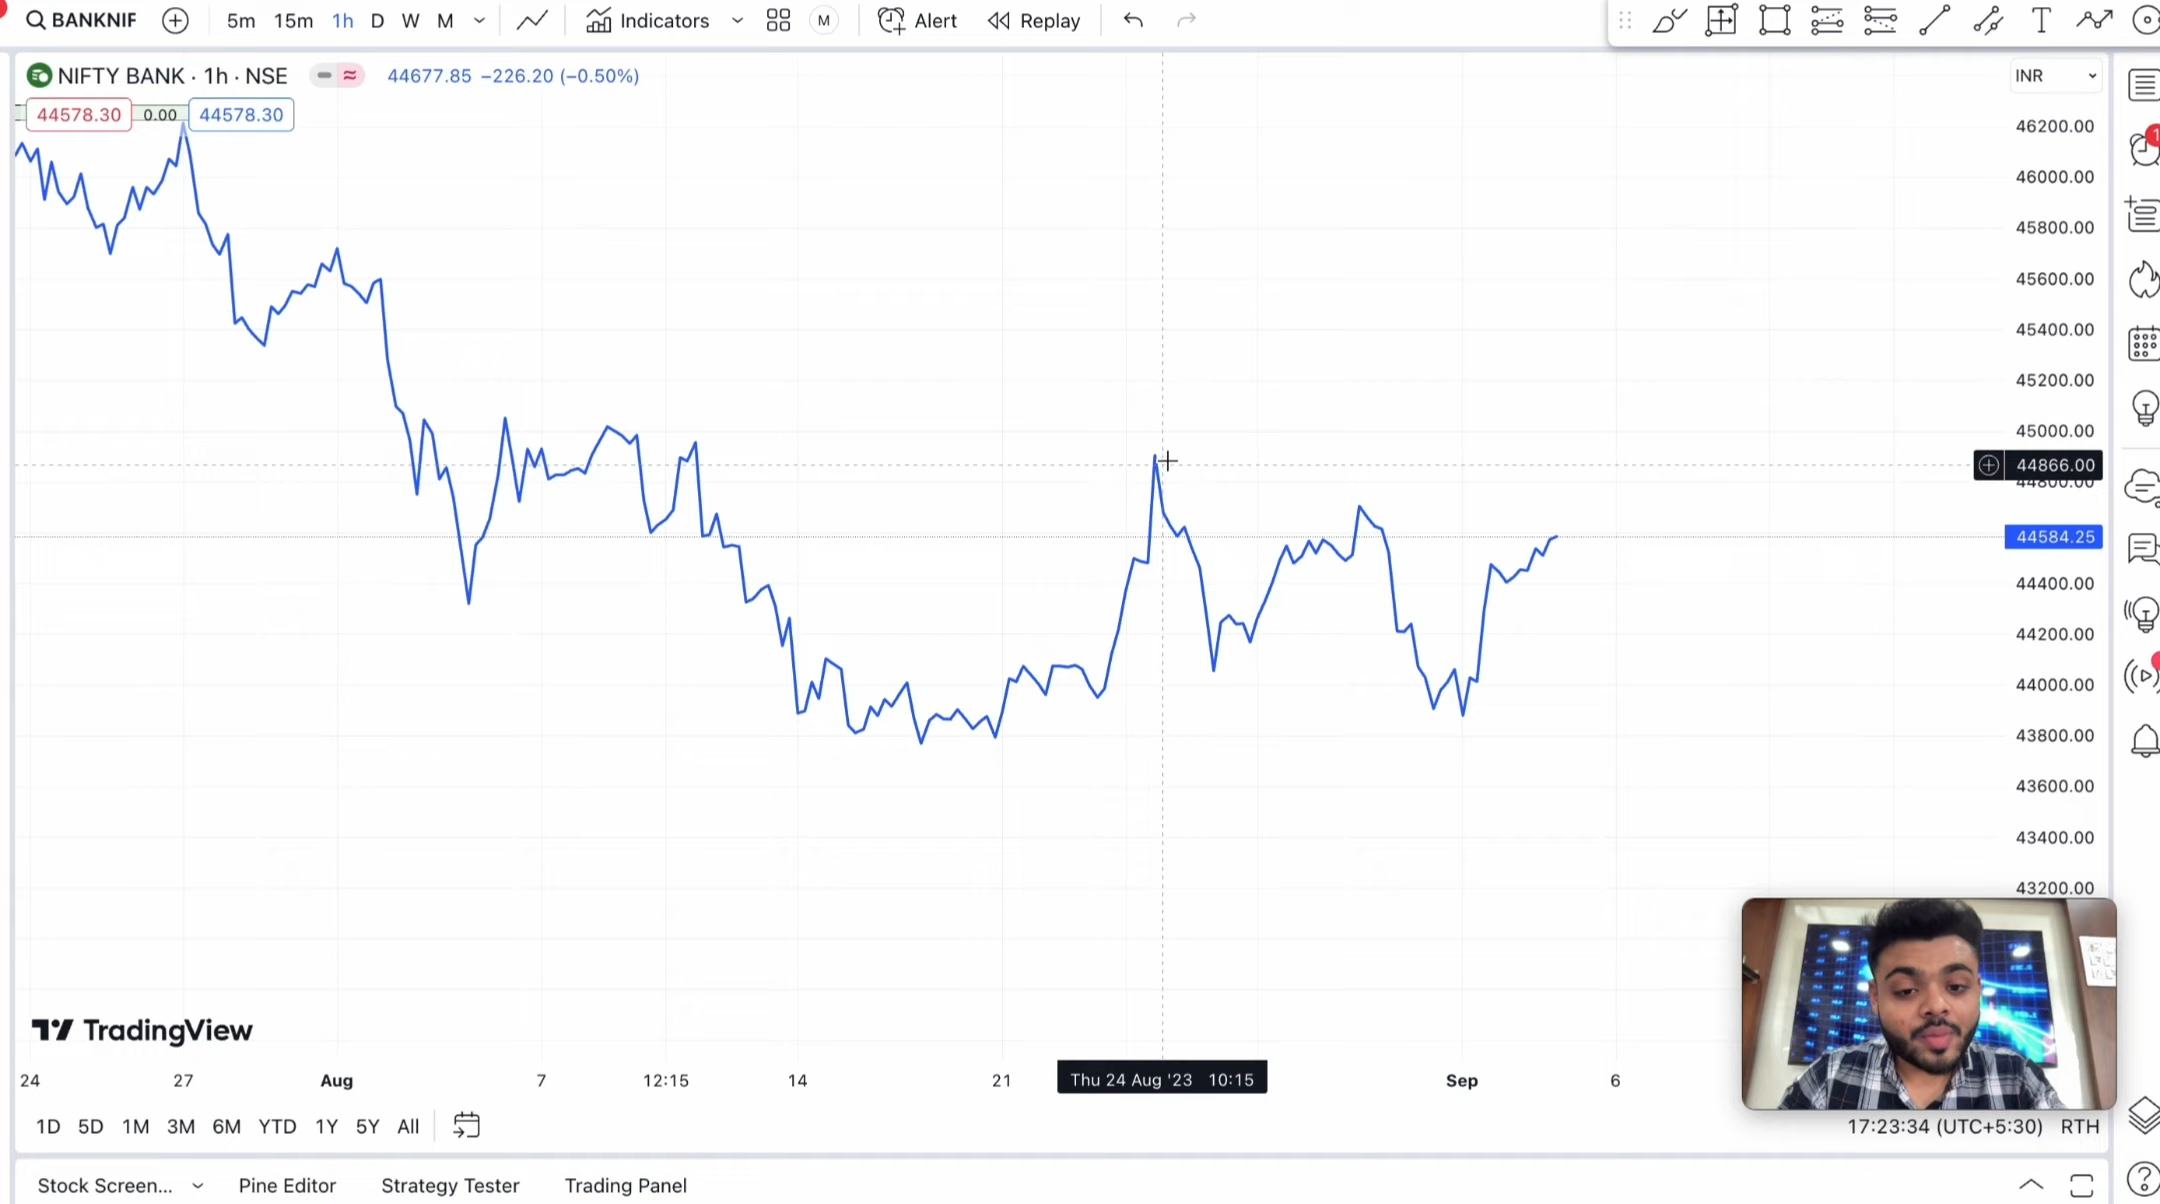 BANKNIF 5m 15m 1h D W M Indicators M Alert Replay T
NIFTY BANK · 1h · NSE 44677.85 −226.20 (−0.50%) INR
44578.30 0.00 44578.30
46200.00
46000.00
45800.00
45600.00
45400.00
45200.00
45000.00
44866.00
44800.00
44584.25
44400.00
44200.00
44000.00
43800.00
43600.00
43400.00
43200.00
TradingView
24 27 Aug 7 12:15 14 21 Thu 24 Aug '23 10:15 Sep 6
1D 5D 1M 3M 6M YTD 1Y 5Y All 17:23:34 (UTC+5:30) RTH
Stock Screen... Pine Editor Strategy Tester Trading Panel